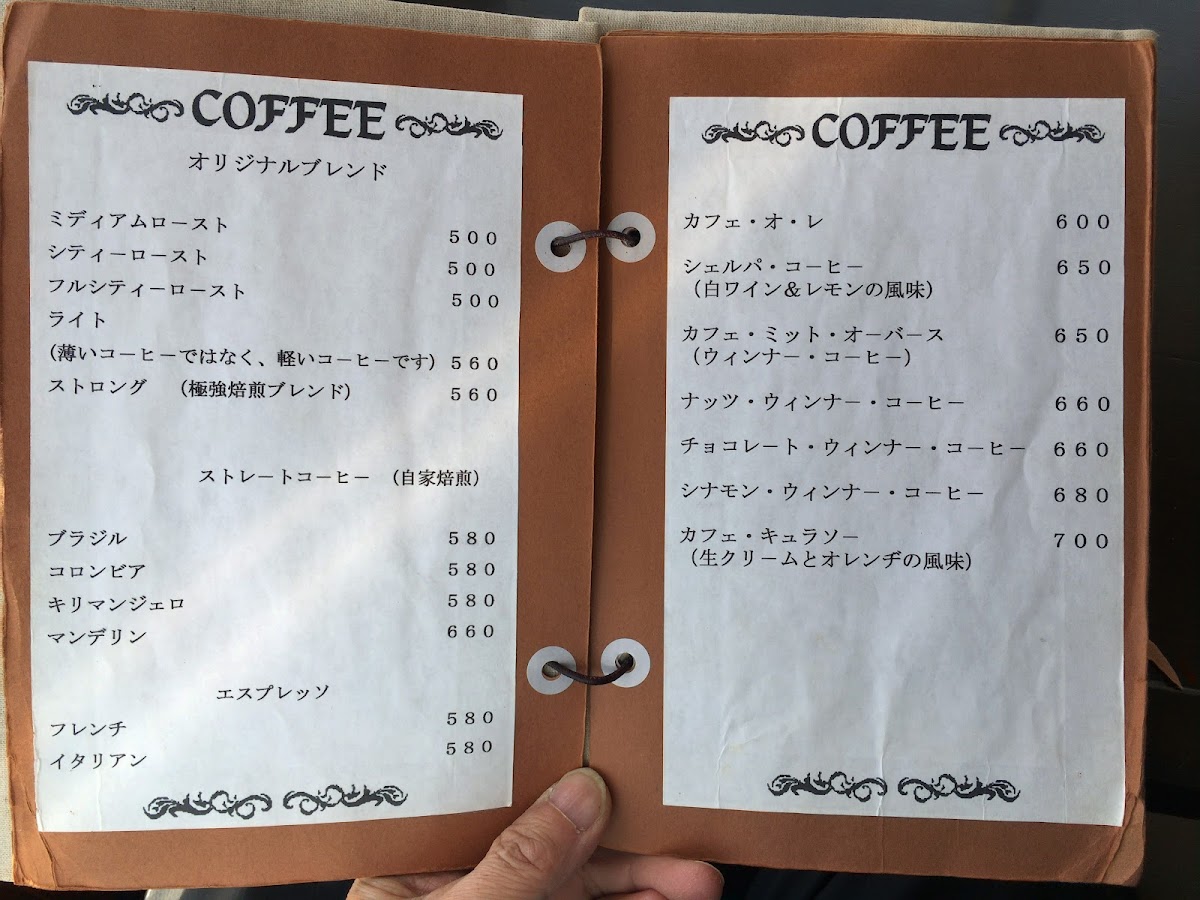 COFFEE
オリジナルブレンド
ミディアムロースト 500
シティーロースト 500
フルシティーロースト 500
ライト
(薄いコーヒーではなく、軽いコーヒーです) 560
ストロング (極強焙煎ブレンド) 560
ストレートコーヒー (自家焙煎)
ブラジル 580
コロンビア 580
キリマンジェロ 580
マンデリン 660
エスプレッソ
フレンチ 580
イタリアン 580
COFFEE
カフェ・オ・レ 600
シェルパ・コーヒー 650
(白ワイン&レモンの風味)
カフェ・ミット・オーバース 650
(ウィンナー・コーヒー)
ナッツ・ウィンナー・コーヒー 660
チョコレート・ウィンナー・コーヒー 660
シナモン・ウィンナー・コーヒー 680
カフェ・キュラソー 700
(生クリームとオレンヂの風味)